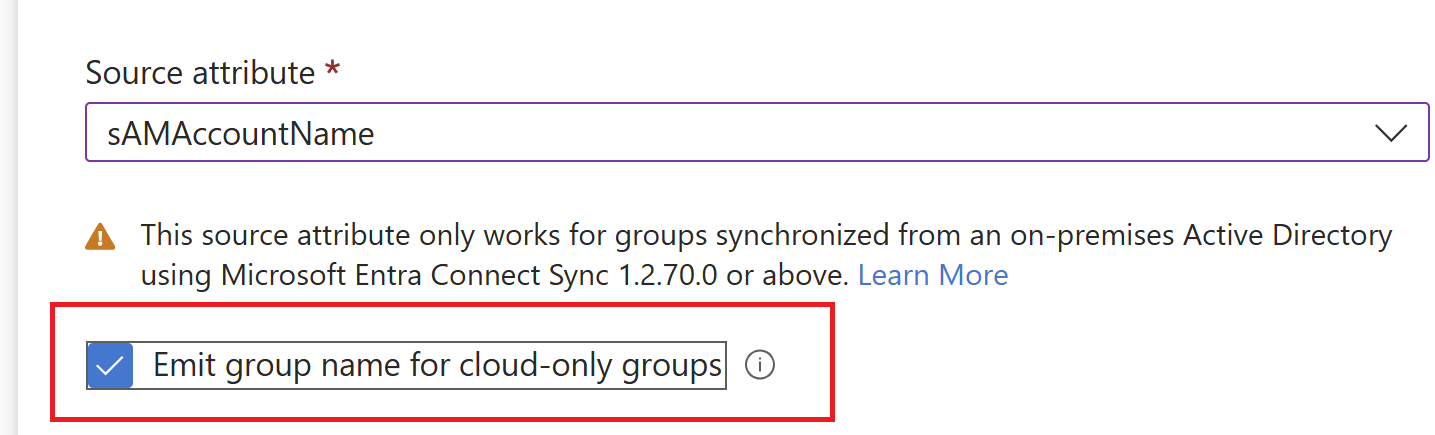 Source attribute *
sAMAccountName
This source attribute only works for groups synchronized from an on-premises Active Directory
using Microsoft Entra Connect Sync 1.2.70.0 or above. Learn More
Emit group name for cloud-only groups